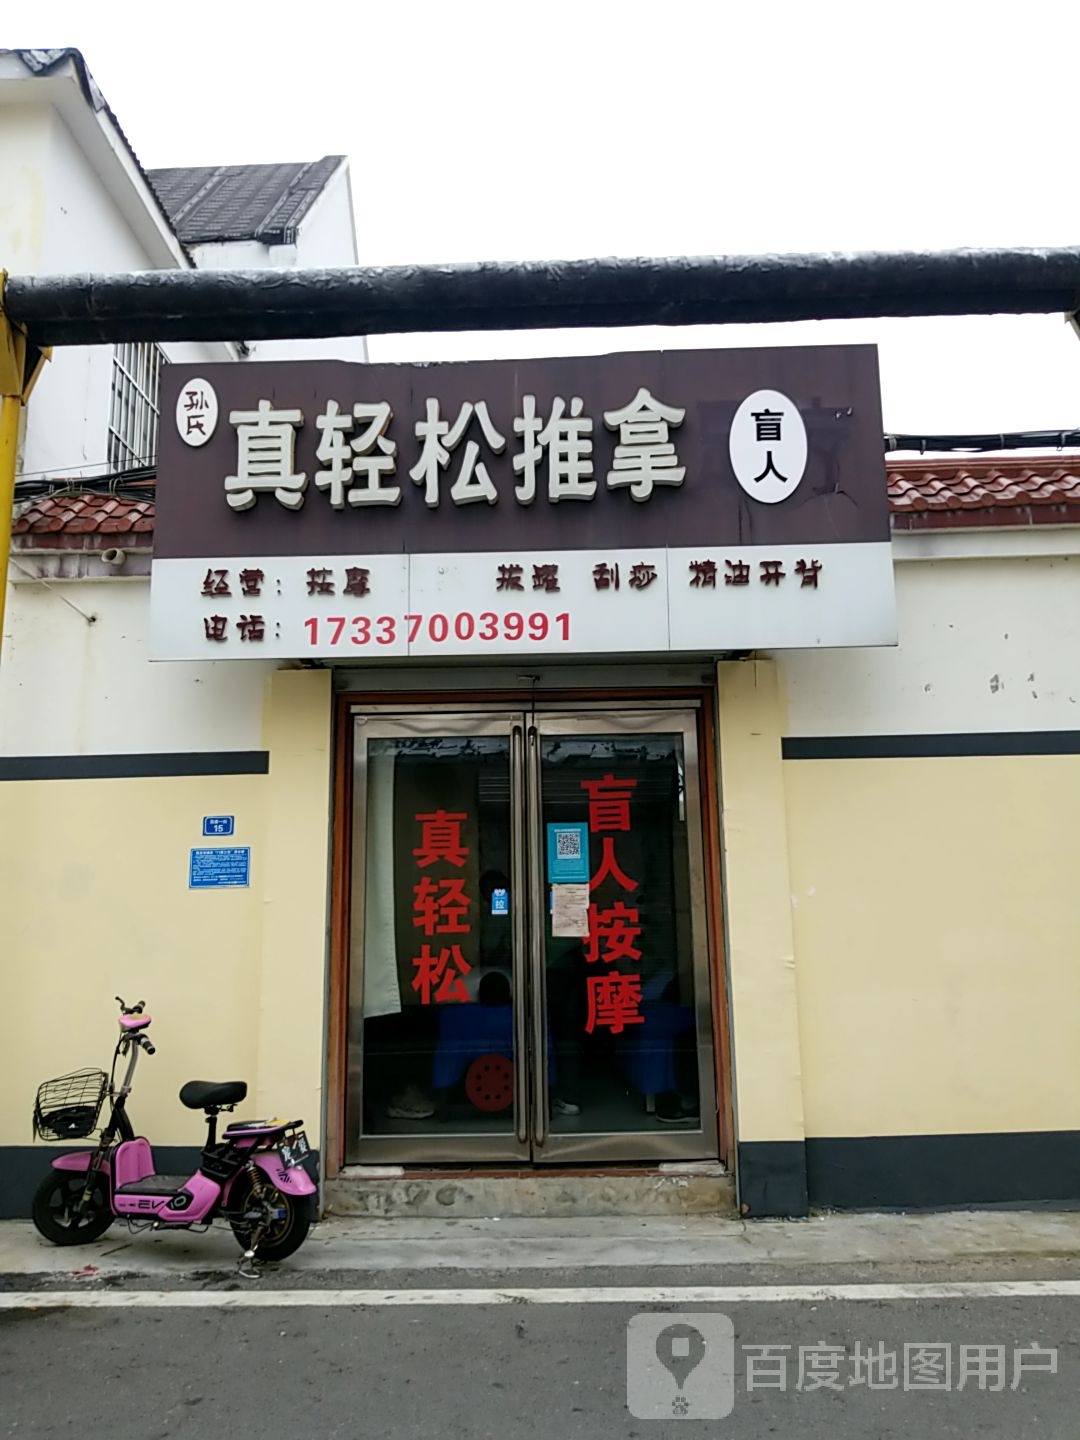 孙氏
真轻松推拿
盲人
经营：按摩 拔罐 刮痧 精油开背
电话：17337003991
真轻松
盲人按摩
15
拉
EV
百度地图用户